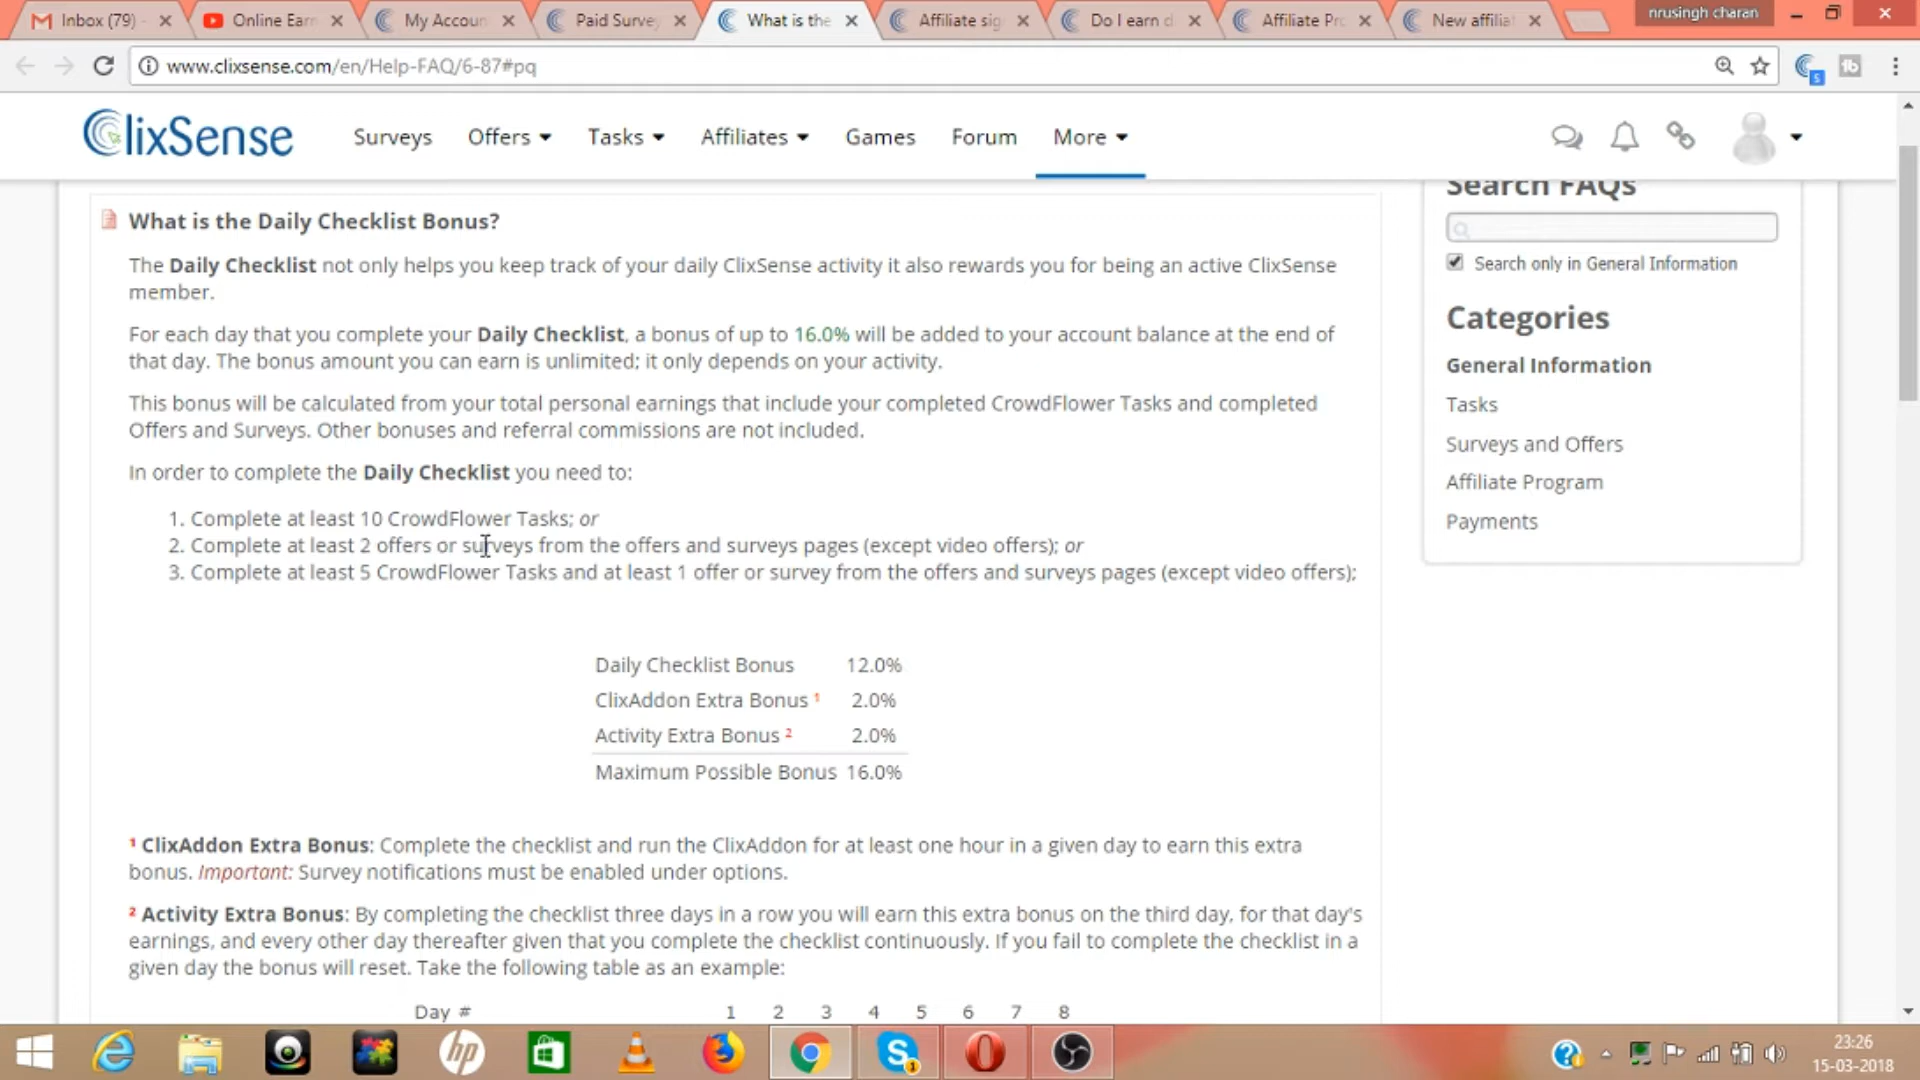 Inbox (79)
Online Earn
My Accoun
Paid Survey
What is the
Affiliate sig
Do I earn d
Affiliate Pr
New affilia
nrusingh charan
www.clixsense.com/en/Help-FAQ/6-87#pq
5
ClixSense
Surveys
Offers
Tasks
Affiliates
Games
Forum
More
What is the Daily Checklist Bonus?
The Daily Checklist not only helps you keep track of your daily ClixSense activity it also rewards you for being an active ClixSense
member.
For each day that you complete your Daily Checklist, a bonus of up to 16.0% will be added to your account balance at the end of
that day. The bonus amount you can earn is unlimited; it only depends on your activity.
This bonus will be calculated from your total personal earnings that include your completed CrowdFlower Tasks and completed
Offers and Surveys. Other bonuses and referral commissions are not included.
In order to complete the Daily Checklist you need to:
1. Complete at least 10 CrowdFlower Tasks; or
2. Complete at least 2 offers or surveys from the offers and surveys pages (except video offers); or
3. Complete at least 5 CrowdFlower Tasks and at least 1 offer or survey from the offers and surveys pages (except video offers);
Daily Checklist Bonus 12.0%
ClixAddon Extra Bonus ¹ 2.0%
Activity Extra Bonus ² 2.0%
Maximum Possible Bonus 16.0%
¹ ClixAddon Extra Bonus: Complete the checklist and run the ClixAddon for at least one hour in a given day to earn this extra
bonus. Important: Survey notifications must be enabled under options.
² Activity Extra Bonus: By completing the checklist three days in a row you will earn this extra bonus on the third day, for that day's
earnings, and every other day thereafter given that you complete the checklist continuously. If you fail to complete the checklist in a
given day the bonus will reset. Take the following table as an example:
Day # 1 2 3 4 5 6 7 8
Search FAQs
Search only in General Information
Categories
General Information
Tasks
Surveys and Offers
Affiliate Program
Payments
hp
S
1
23:26
15-03-2018